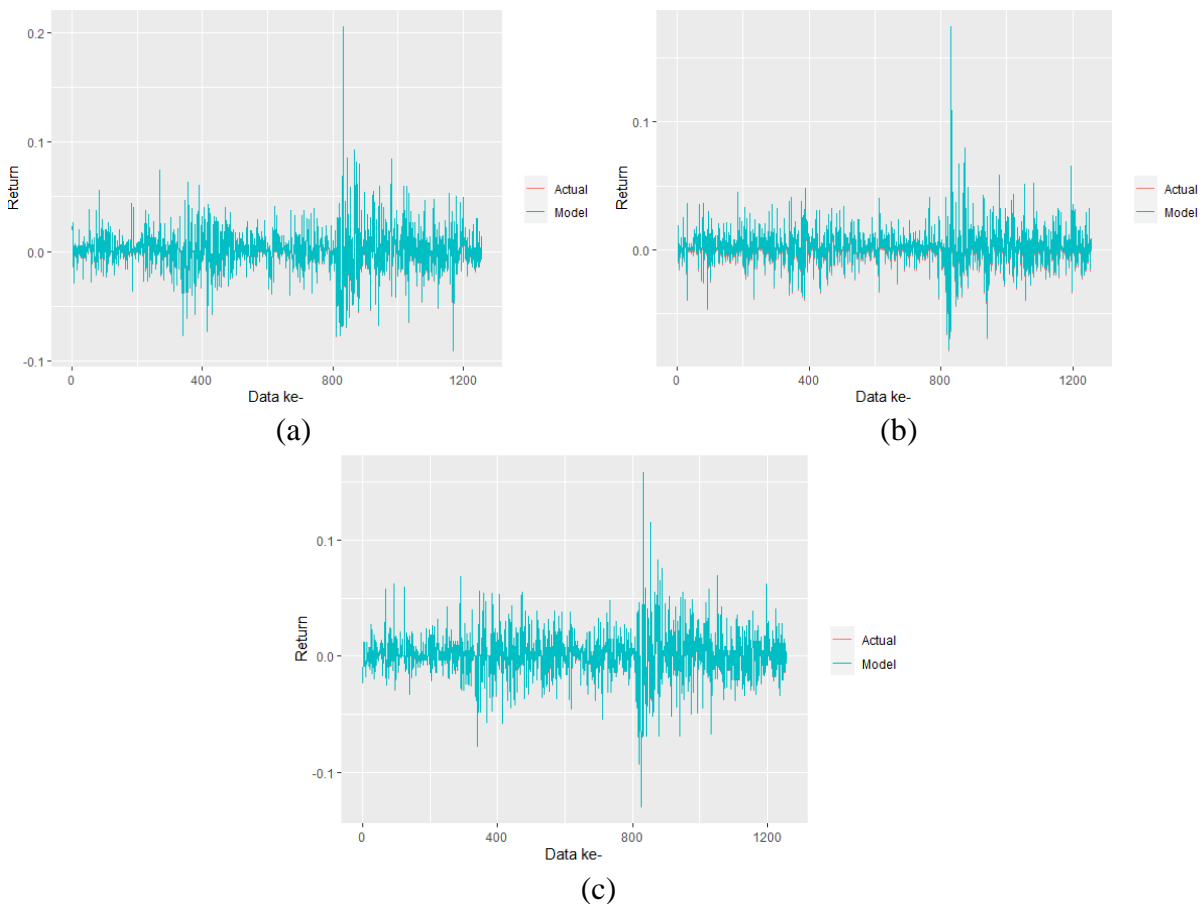 0.2
0.1
0.0
-0.1
Return
0 400 800 1200
Data ke-
Actual
Model
(a)
0.1
0.0
Return
0 400 800 1200
Data ke-
Actual
Model
(b)
0.1
0.0
-0.1
Return
0 400 800 1200
Data ke-
Actual
Model
(c)